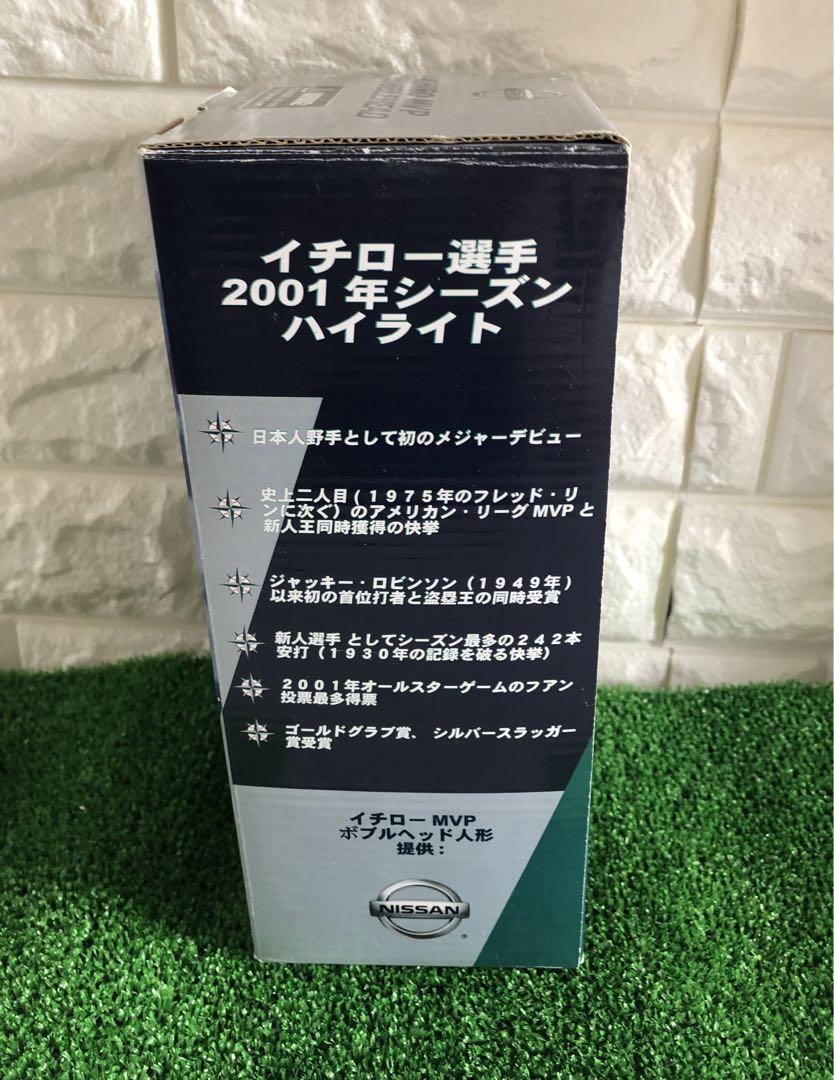 イチロー選手
2001年シーズン
ハイライト
日本人野手として初のメジャーデビュー
史上二人目(1975年のフレッド・リ
ンに次ぐ)のアメリカン・リーグMVPと
新人王同時獲得の快挙
ジャッキー・ロビンソン(1949年)
以来初の首位打者と盗塁王の同時受賞
新人選手 としてシーズン最多の242本
安打(1930年の記録を破る快挙)
2001年オールスターゲームのフアン
投票最多得票
ゴールドグラブ賞、 シルバースラッガー
賞受賞
イチローMVP
ボブルヘッド人形
提供:
NISSAN